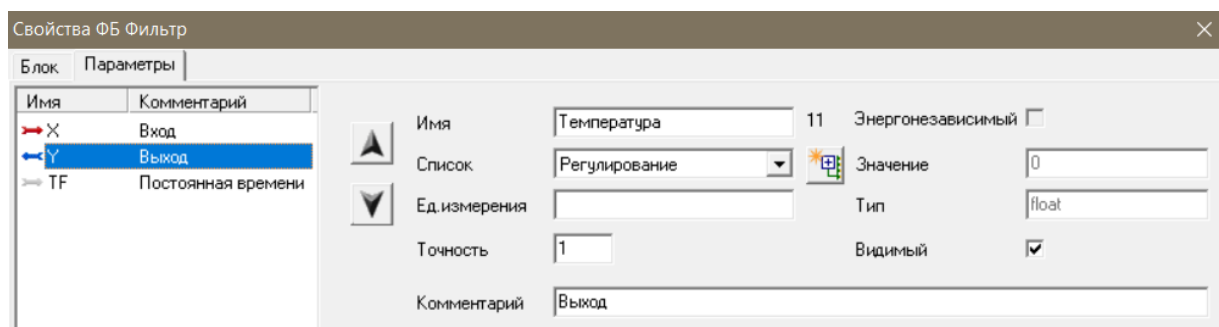 Свойства ФБ Фильтр
Блок Параметры
Имя Комментарий
X Вход
Y Выход
TF Постоянная времени
Имя Температура 11 Энергонезависимый
Список Регулирование Значение 0
Ед.измерения Тип float
Точность 1 Видимый
Комментарий Выход